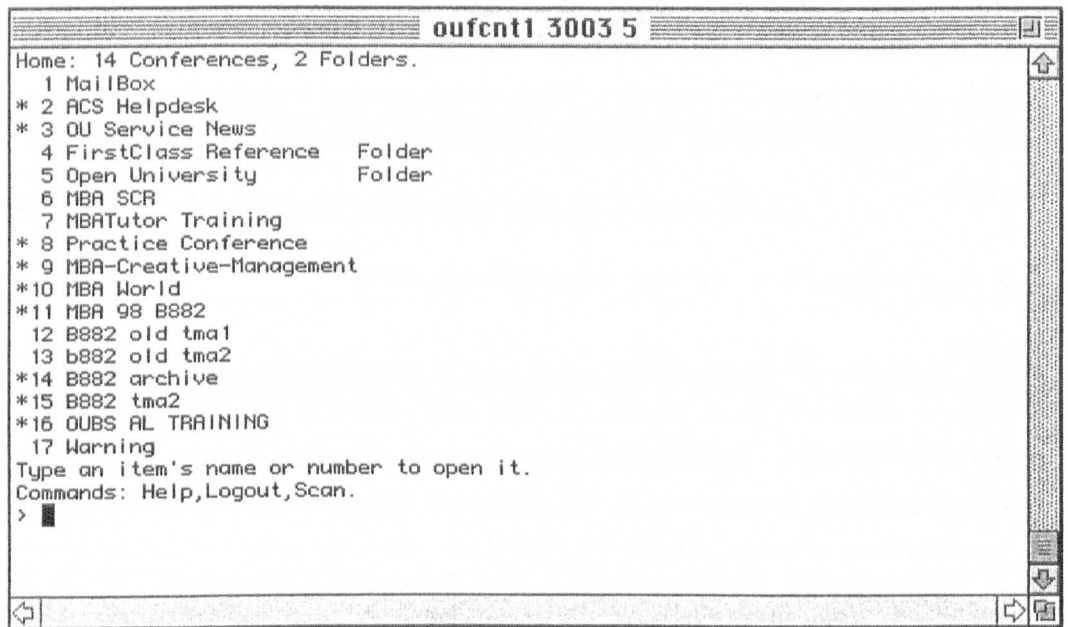 oufcnt1 3003 5
Home: 14 Conferences, 2 Folders.
1 MailBox
* 2 ACS Helpdesk
* 3 OU Service News
4 FirstClass Reference Folder
5 Open University Folder
6 MBA SCR
7 MBATutor Training
* 8 Practice Conference
* 9 MBA-Creative-Management
*10 MBA World
*11 MBA 98 B882
12 B882 old tma1
13 b882 old tma2
*14 B882 archive
*15 B882 tma2
*16 OUBS AL TRAINING
17 Warning
Type an item's name or number to open it.
Commands: Help,Logout,Scan.
>